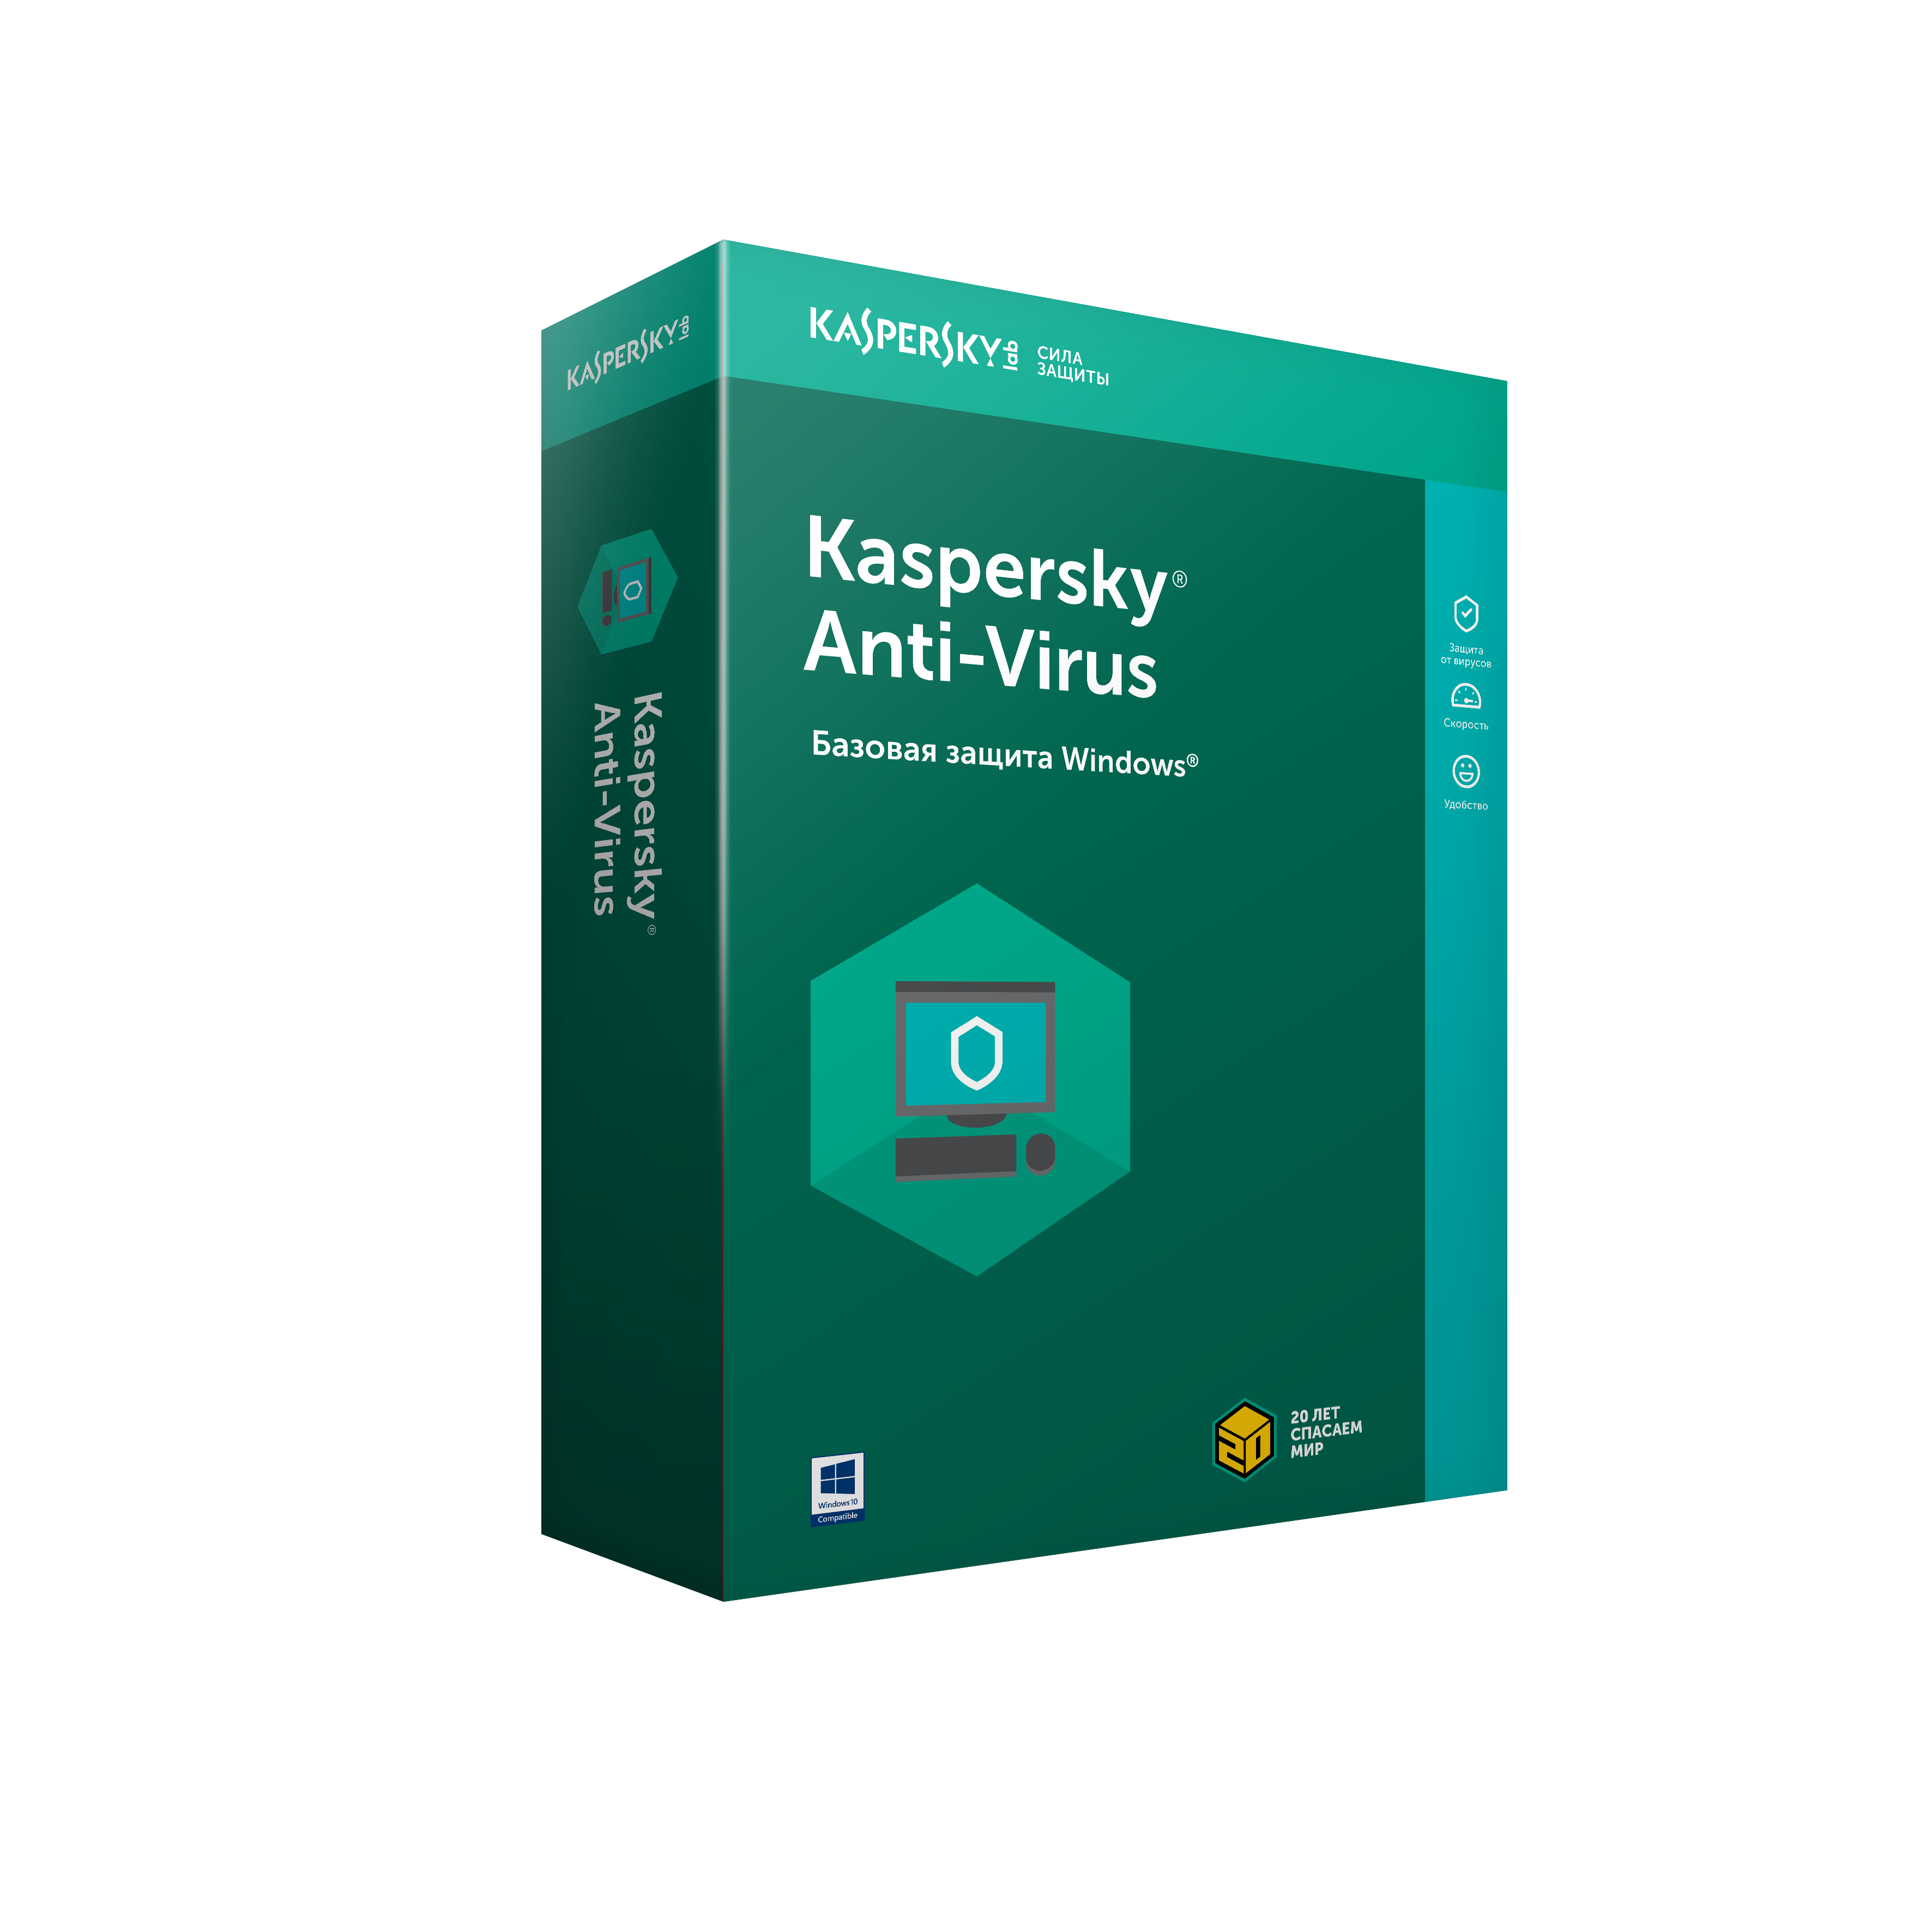 KASPERSKY lab
KASPERSKY lab
СИЛА
ЗАЩИТЫ
Kaspersky®
Anti-Virus
Kaspersky®
Anti-Virus
Базовая защита Windows®
Защита
от вирусов
Скорость
Удобство
20
20 ЛЕТ
СПАСАЕМ
МИР
Windows 10
Compatible